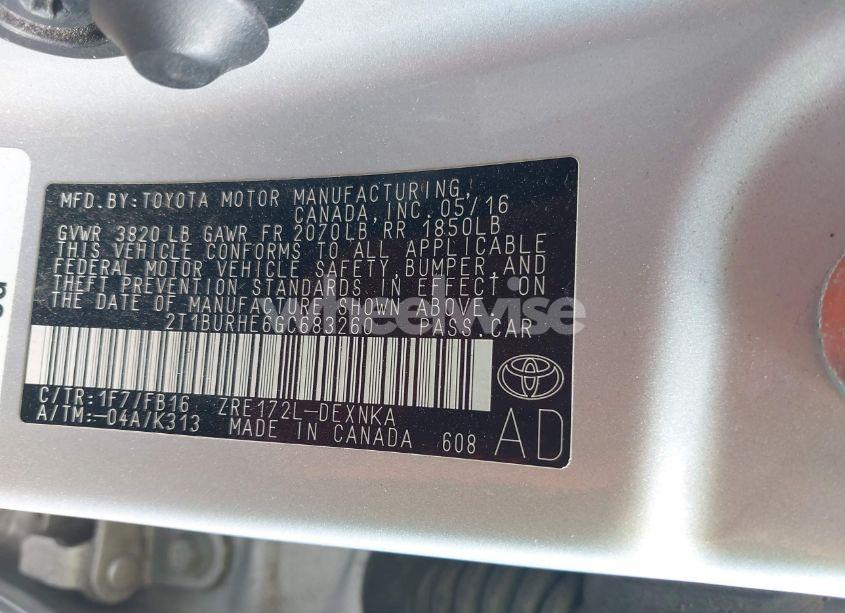 MFD.BY:TOYOTA MOTOR MANUFACTURING,
CANADA, INC. 05/16
GVWR 3820 LB GAWR FR 2070LB RR 1850LB
THIS VEHICLE CONFORMS TO ALL APPLICABLE
FEDERAL MOTOR VEHICLE SAFETY, BUMPER, AND
THEFT PREVENTION STANDARDS IN EFFECT ON
THE DATE OF MANUFACTURE SHOWN ABOVE.
2T1BURHE6GC683260 PASS.CAR
C/TR:1F7/FB16 ZRE172L-DEXNKA
A/TM:-04A/K313 MADE IN CANADA 608
AD
wheelwise